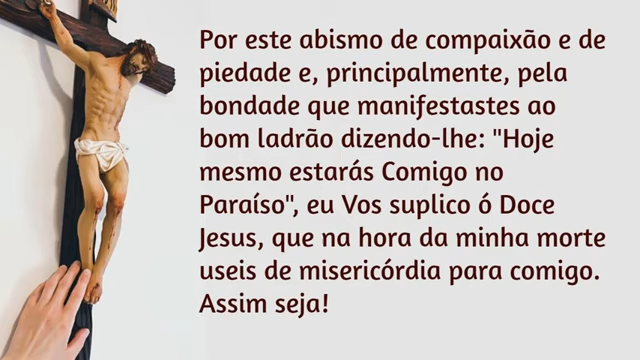 Por este abismo de compaixão e de
piedade e, principalmente, pela
bondade que manifestastes ao
bom ladrão dizendo-lhe: "Hoje
mesmo estarás Comigo no
Paraíso", eu Vos suplico ó Doce
Jesus, que na hora da minha morte
useis de misericórdia para comigo.
Assim seja!